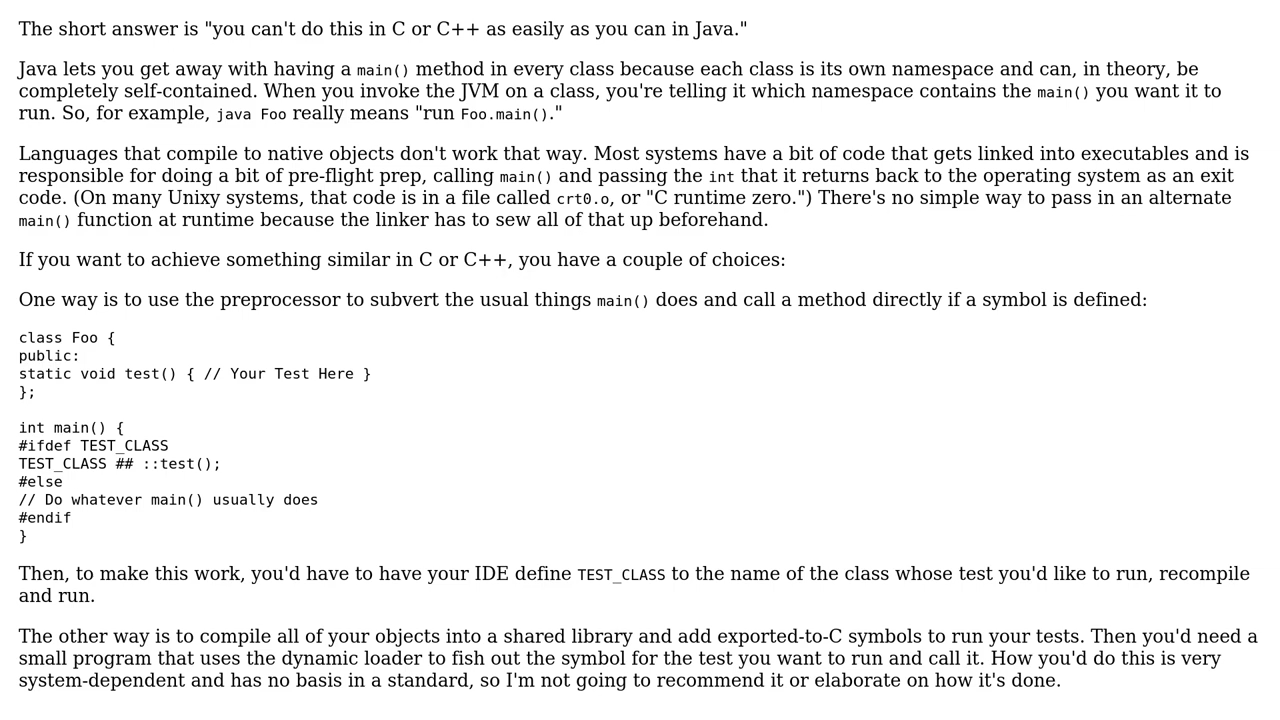 The short answer is "you can't do this in C or C++ as easily as you can in Java."
Java lets you get away with having a main() method in every class because each class is its own namespace and can, in theory, be
completely self-contained. When you invoke the JVM on a class, you're telling it which namespace contains the main() you want it to
run. So, for example, java Foo really means "run Foo.main()."
Languages that compile to native objects don't work that way. Most systems have a bit of code that gets linked into executables and is
responsible for doing a bit of pre-flight prep, calling main() and passing the int that it returns back to the operating system as an exit
code. (On many Unixy systems, that code is in a file called crt0.o, or "C runtime zero.") There's no simple way to pass in an alternate
main() function at runtime because the linker has to sew all of that up beforehand.
If you want to achieve something similar in C or C++, you have a couple of choices:
One way is to use the preprocessor to subvert the usual things main() does and call a method directly if a symbol is defined:
class Foo {
public:
static void test() { // Your Test Here }
};
int main() {
#ifdef TEST_CLASS
TEST_CLASS ## ::test();
#else
// Do whatever main() usually does
#endif
}
Then, to make this work, you'd have to have your IDE define TEST_CLASS to the name of the class whose test you'd like to run, recompile
and run.
The other way is to compile all of your objects into a shared library and add exported-to-C symbols to run your tests. Then you'd need a
small program that uses the dynamic loader to fish out the symbol for the test you want to run and call it. How you'd do this is very
system-dependent and has no basis in a standard, so I'm not going to recommend it or elaborate on how it's done.